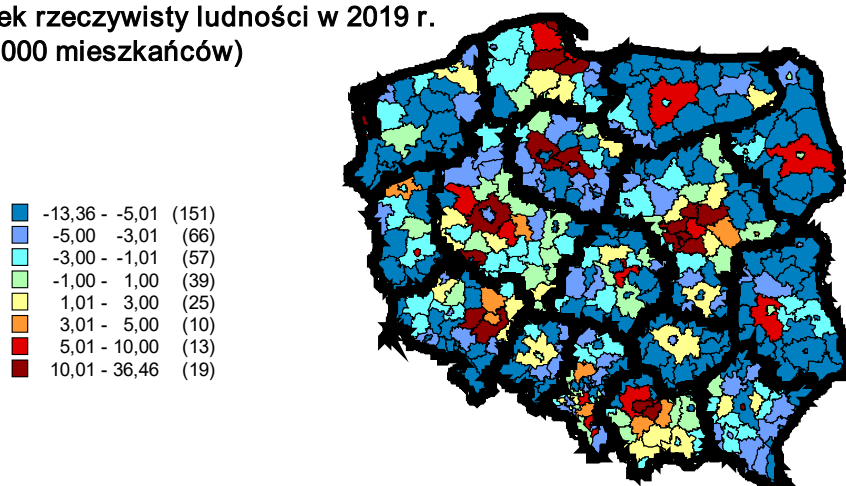 ek rzeczywisty ludności w 2019 r.
000 mieszkańców)
-13,36 - -5,01 (151)
-5,00 - -3,01 (66)
-3,00 - -1,01 (57)
-1,00 - 1,00 (39)
1,01 - 3,00 (25)
3,01 - 5,00 (10)
5,01 - 10,00 (13)
10,01 - 36,46 (19)